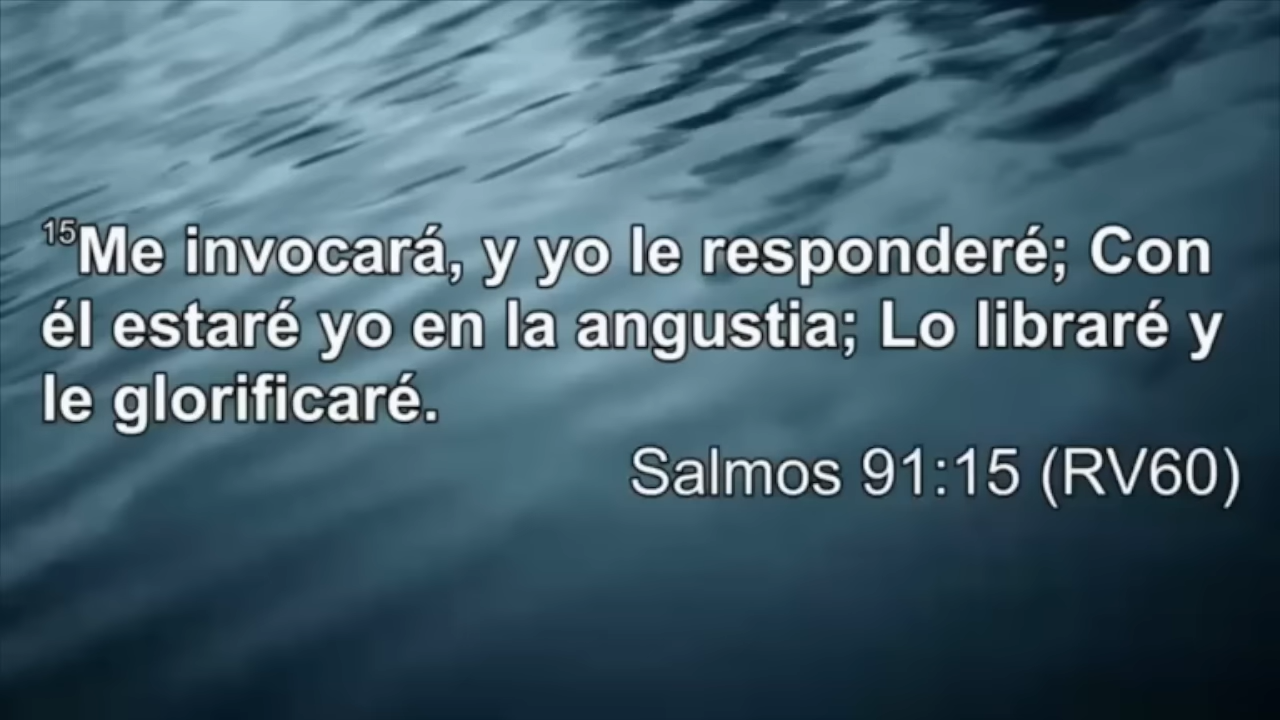 15Me invocará, y yo le responderé; Con
él estaré yo en la angustia; Lo libraré y
le glorificaré.
Salmos 91:15 (RV60)